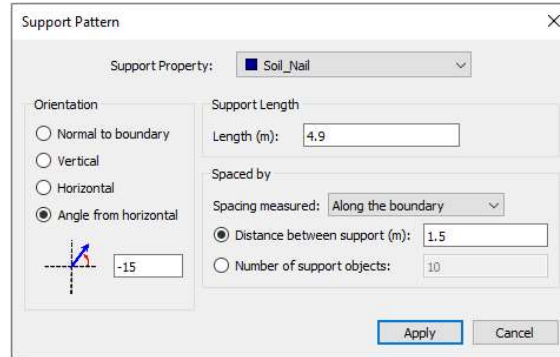 Support Pattern
Support Property: Soil_Nail
Orientation
Normal to boundary
Vertical
Horizontal
Angle from horizontal
-15
Support Length
Length (m): 4.9
Spaced by
Spacing measured: Along the boundary
Distance between support (m): 1.5
Number of support objects: 10
Apply Cancel